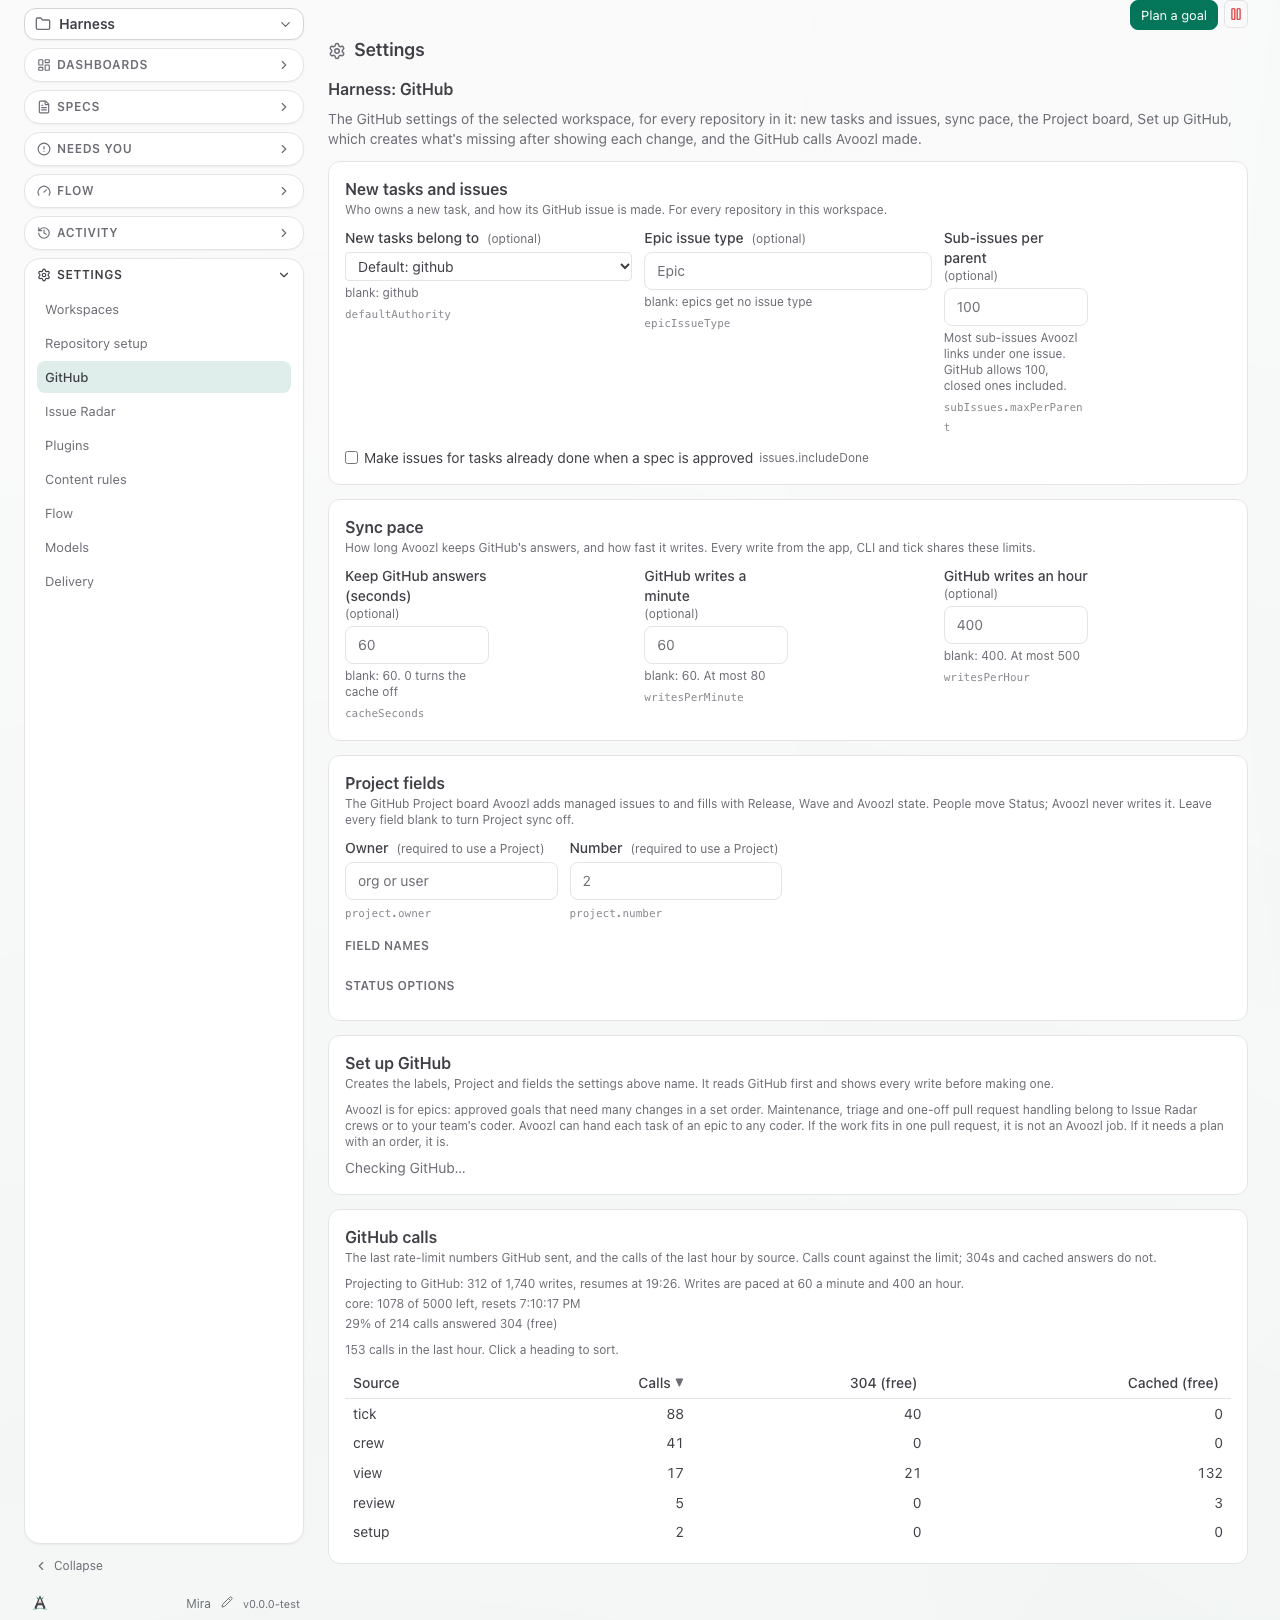 Harness
DASHBOARDS
SPECS
NEEDS YOU
FLOW
ACTIVITY
SETTINGS
Workspaces
Repository setup
GitHub
Issue Radar
Plugins
Content rules
Flow
Models
Delivery
Collapse
Mira
v0.0.0-test
Plan a goal
Settings
Harness: GitHub
The GitHub settings of the selected workspace, for every repository in it: new tasks and issues, sync pace, the Project board, Set up GitHub,
which creates what's missing after showing each change, and the GitHub calls Avoozl made.
New tasks and issues
Who owns a new task, and how its GitHub issue is made. For every repository in this workspace.
New tasks belong to (optional)
Default: github
blank: github
defaultAuthority
Epic issue type (optional)
Epic
blank: epics get no issue type
epicIssueType
Sub-issues per
parent
(optional)
100
Most sub-issues Avoozl
links under one issue.
GitHub allows 100,
closed ones included.
subIssues.maxPerParen
t
Make issues for tasks already done when a spec is approved issues.includeDone
Sync pace
How long Avoozl keeps GitHub's answers, and how fast it writes. Every write from the app, CLI and tick shares these limits.
Keep GitHub answers
(seconds)
(optional)
60
blank: 60. 0 turns the
cache off
cacheSeconds
GitHub writes a
minute
(optional)
60
blank: 60. At most 80
writesPerMinute
GitHub writes an hour
(optional)
400
blank: 400. At most 500
writesPerHour
Project fields
The GitHub Project board Avoozl adds managed issues to and fills with Release, Wave and Avoozl state. People move Status; Avoozl never writes it. Leave
every field blank to turn Project sync off.
Owner (required to use a Project)
org or user
project.owner
Number (required to use a Project)
2
project.number
FIELD NAMES
STATUS OPTIONS
Set up GitHub
Creates the labels, Project and fields the settings above name. It reads GitHub first and shows every write before making one.
Avoozl is for epics: approved goals that need many changes in a set order. Maintenance, triage and one-off pull request handling belong to Issue Radar
crews or to your team's coder. Avoozl can hand each task of an epic to any coder. If the work fits in one pull request, it is not an Avoozl job. If it needs a plan
with an order, it is.
Checking GitHub…
GitHub calls
The last rate-limit numbers GitHub sent, and the calls of the last hour by source. Calls count against the limit; 304s and cached answers do not.
Projecting to GitHub: 312 of 1,740 writes, resumes at 19:26. Writes are paced at 60 a minute and 400 an hour.
core: 1078 of 5000 left, resets 7:10:17 PM
29% of 214 calls answered 304 (free)
153 calls in the last hour. Click a heading to sort.
Source Calls ▼ 304 (free) Cached (free)
tick 88 40 0
crew 41 0 0
view 17 21 132
review 5 0 3
setup 2 0 0